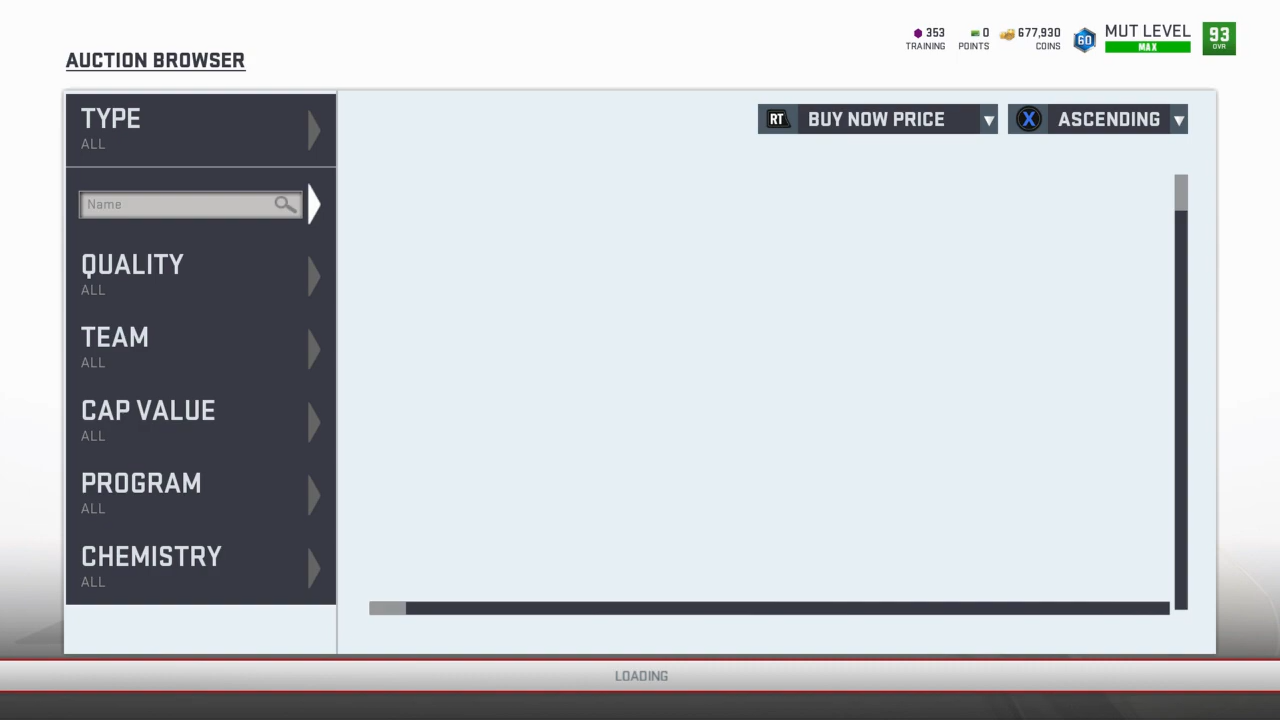 353
TRAINING
0
POINTS
677,930
COINS
60
MUT LEVEL
MAX
93
OVR
AUCTION BROWSER
TYPE
ALL
RT
BUY NOW PRICE
X
ASCENDING
Name
QUALITY
ALL
TEAM
ALL
CAP VALUE
ALL
PROGRAM
ALL
CHEMISTRY
ALL
LOADING